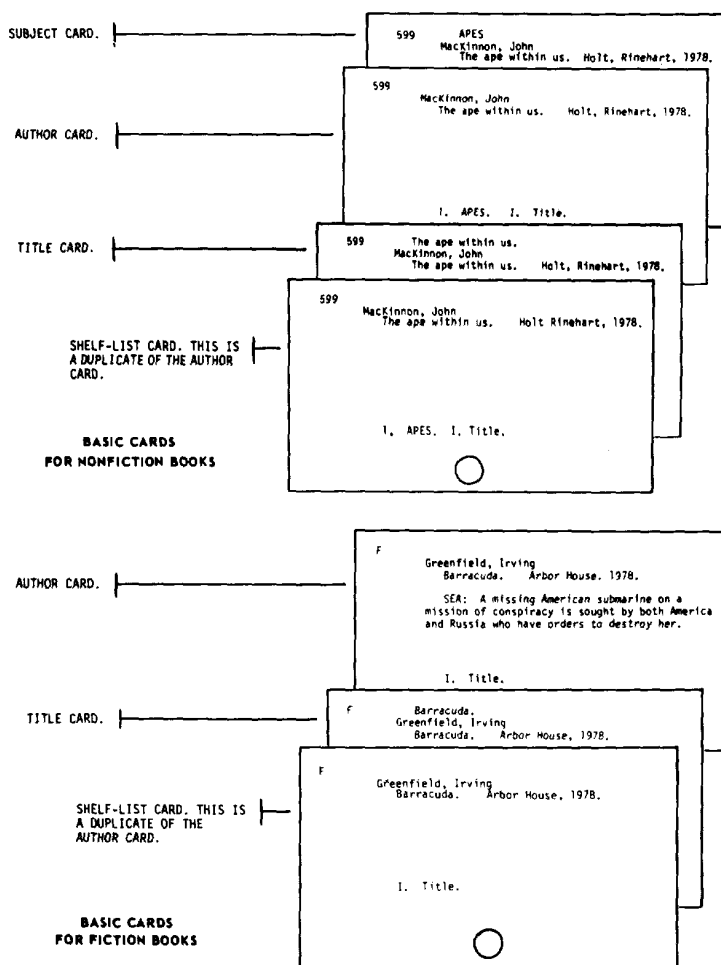 SUBJECT CARD.
599 APES
MacKinnon, John
The ape within us. Holt, Rinehart, 1978.
AUTHOR CARD.
599
MacKinnon, John
The ape within us. Holt, Rinehart, 1978.
1. APES. I. Title.
TITLE CARD.
599 The ape within us.
MacKinnon, John
The ape within us. Holt, Rinehart, 1978.
SHELF-LIST CARD. THIS IS
A DUPLICATE OF THE AUTHOR
CARD.
599
MacKinnon, John
The ape within us. Holt Rinehart, 1978.
1, APES. I. Title.
BASIC CARDS
FOR NONFICTION BOOKS
AUTHOR CARD.
F
Greenfield, Irving
Barracuda. Arbor House. 1978.
SEA: A missing American submarine on a
mission of conspiracy is sought by both America
and Russia who have orders to destroy her.
I. Title.
TITLE CARD.
F Barracuda.
Greenfield, Irving
Barracuda. Arbor House, 1978.
SHELF-LIST CARD. THIS IS
A DUPLICATE OF THE
AUTHOR CARD.
F
Greenfield, Irving
Barracuda. Arbor House, 1978.
I. Title.
BASIC CARDS
FOR FICTION BOOKS